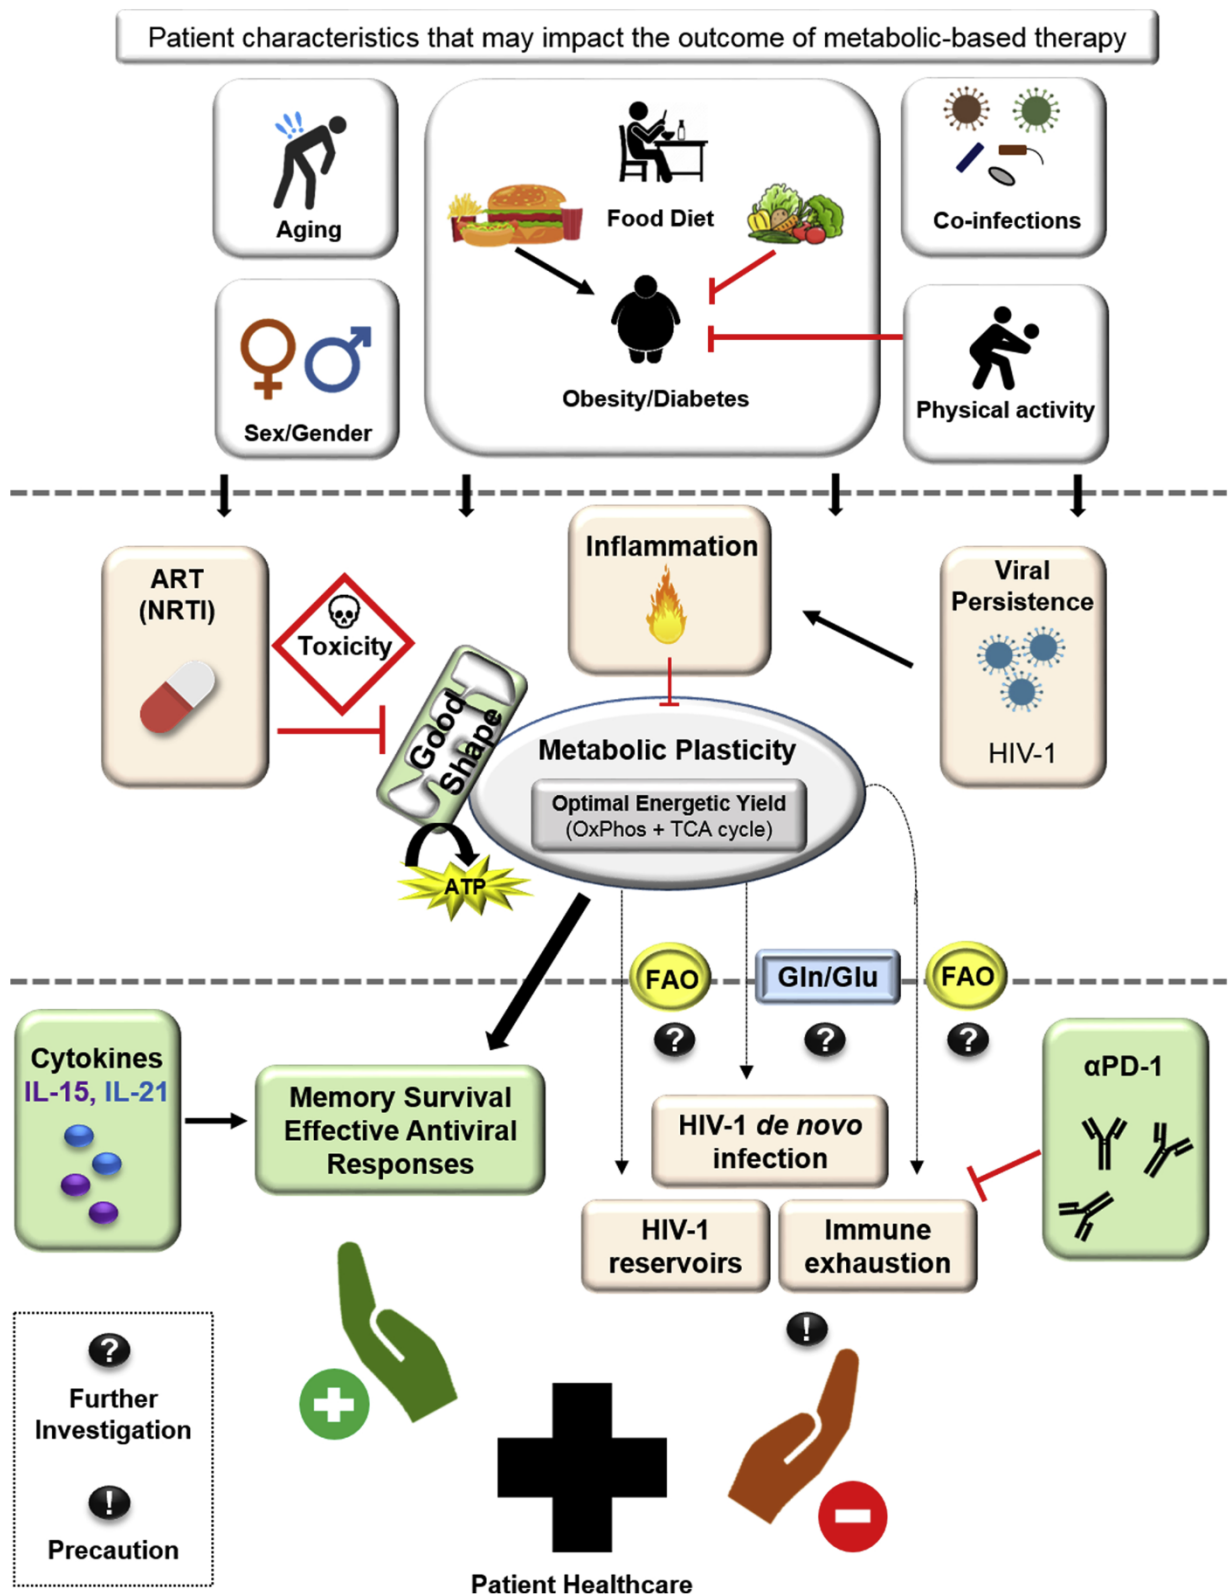 Patient characteristics that may impact the outcome of metabolic-based therapy
Aging
Food Diet
Co-infections
Sex/Gender
Obesity/Diabetes
Physical activity
ART
(NRTI)
Toxicity
Inflammation
Viral
Persistence
HIV-1
Good
Shape
Metabolic Plasticity
Optimal Energetic Yield
(OxPhos + TCA cycle)
ATP
FAO
Gln/Glu
FAO
?
?
?
Cytokines
IL-15, IL-21
Memory Survival
Effective Antiviral
Responses
HIV-1 de novo
infection
HIV-1
reservoirs
Immune
exhaustion
αPD-1
!
?
Further
Investigation
!
Precaution
Patient Healthcare